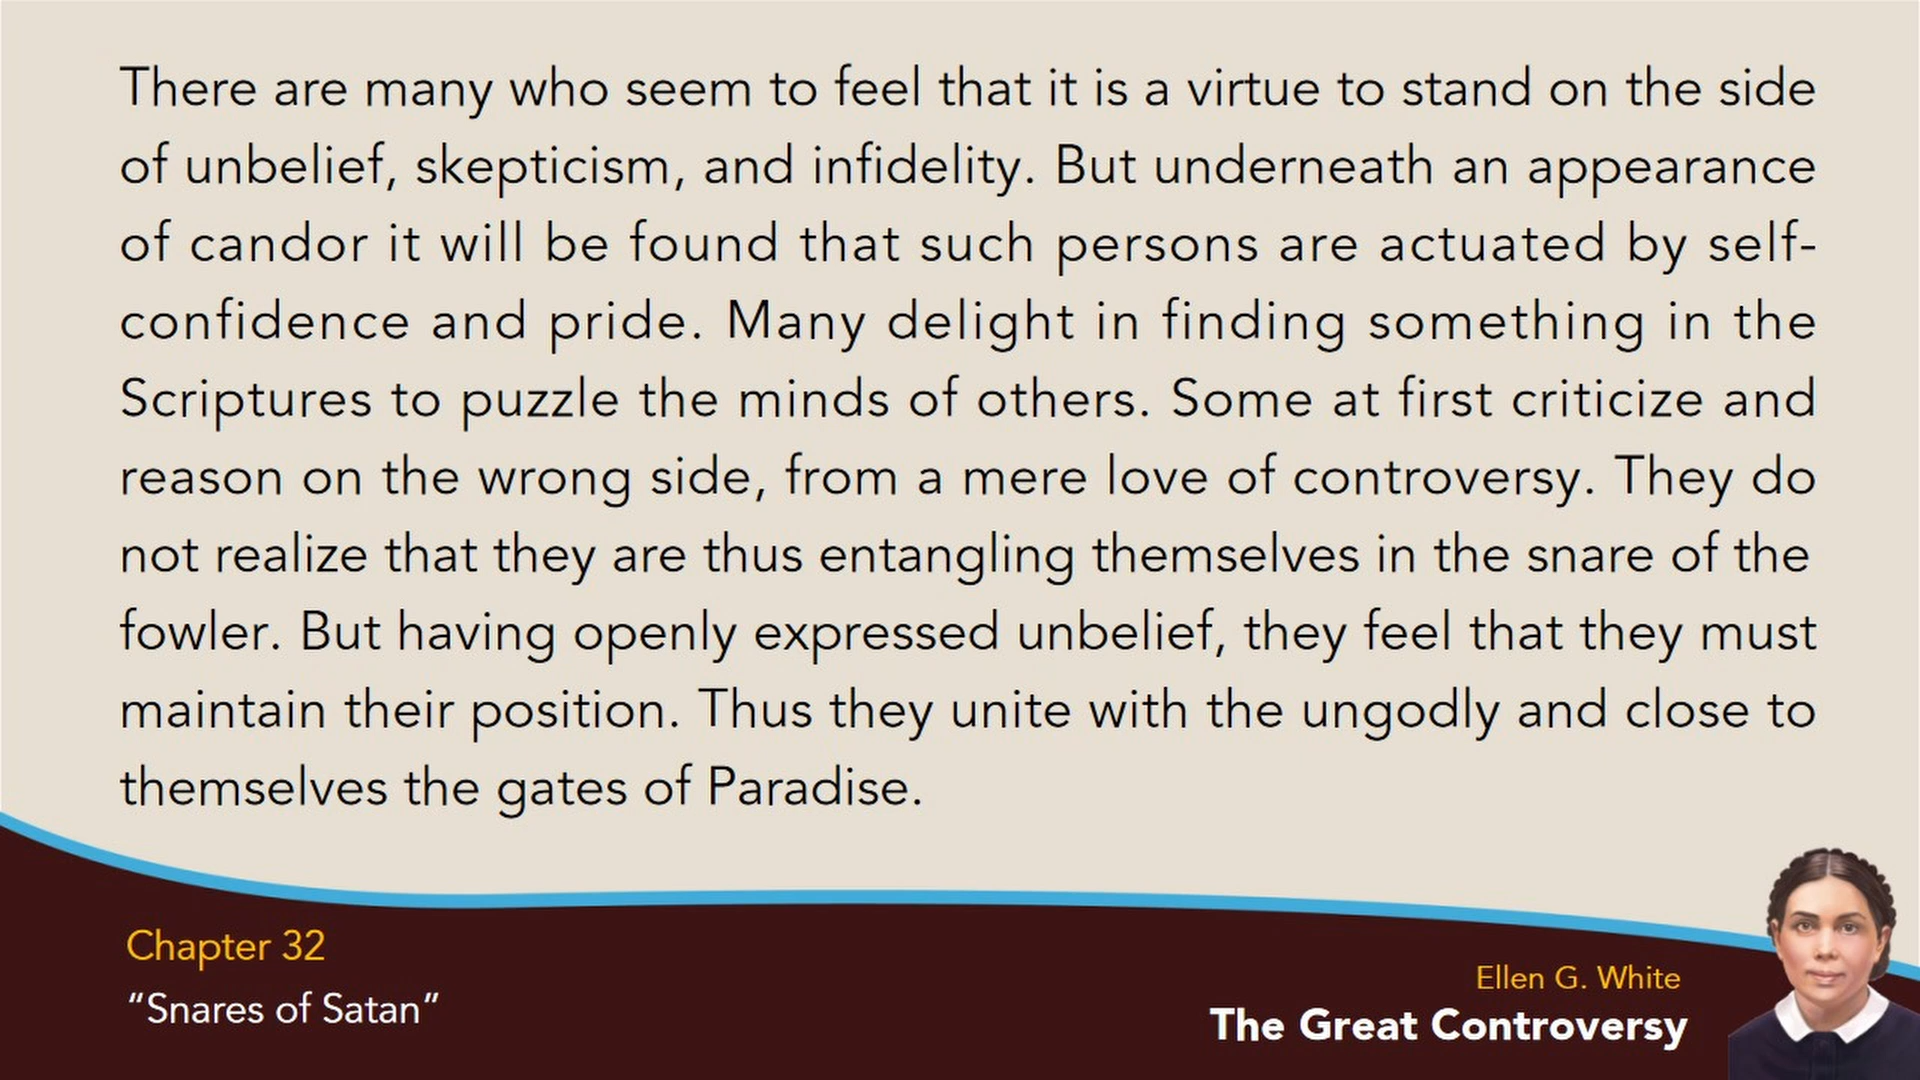 There are many who seem to feel that it is a virtue to stand on the side
of unbelief, skepticism, and infidelity. But underneath an appearance
of candor it will be found that such persons are actuated by self-
confidence and pride. Many delight in finding something in the
Scriptures to puzzle the minds of others. Some at first criticize and
reason on the wrong side, from a mere love of controversy. They do
not realize that they are thus entangling themselves in the snare of the
fowler. But having openly expressed unbelief, they feel that they must
maintain their position. Thus they unite with the ungodly and close to
themselves the gates of Paradise.
Chapter 32
“Snares of Satan”
Ellen G. White
The Great Controversy